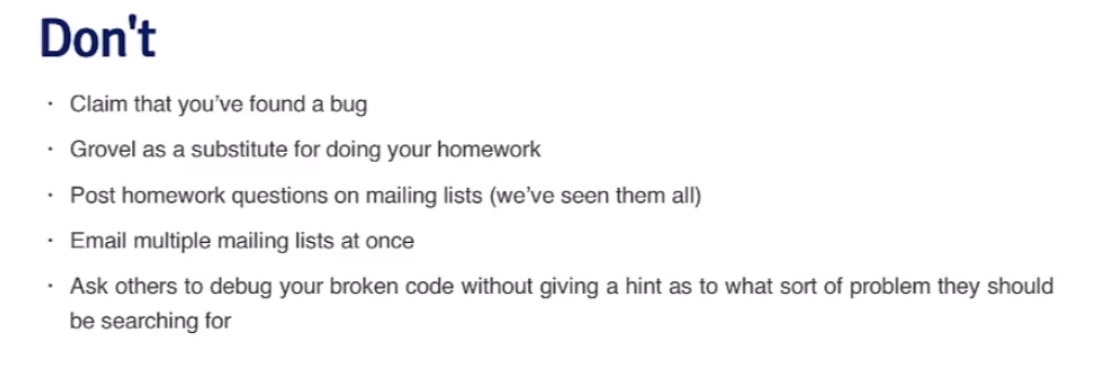 Don't
· Claim that you’ve found a bug
· Grovel as a substitute for doing your homework
· Post homework questions on mailing lists (we’ve seen them all)
· Email multiple mailing lists at once
· Ask others to debug your broken code without giving a hint as to what sort of problem they should
be searching for